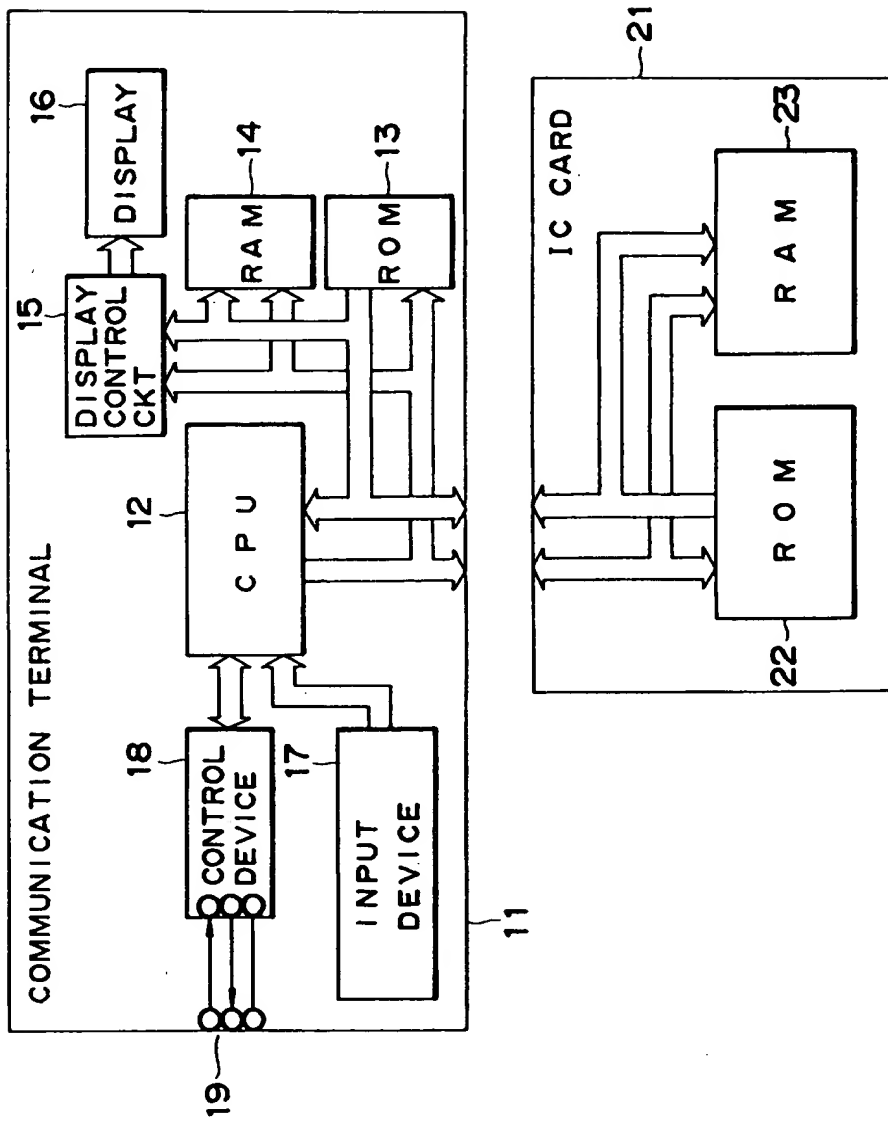 COMMUNICATION TERMINAL
19
18
CONTROL
DEVICE
17
INPUT
DEVICE
11
12
CPU
15
DISPLAY
CONTROL
CKT
16
DISPLAY
14
RAM
13
ROM
IC CARD
21
22
ROM
23
RAM